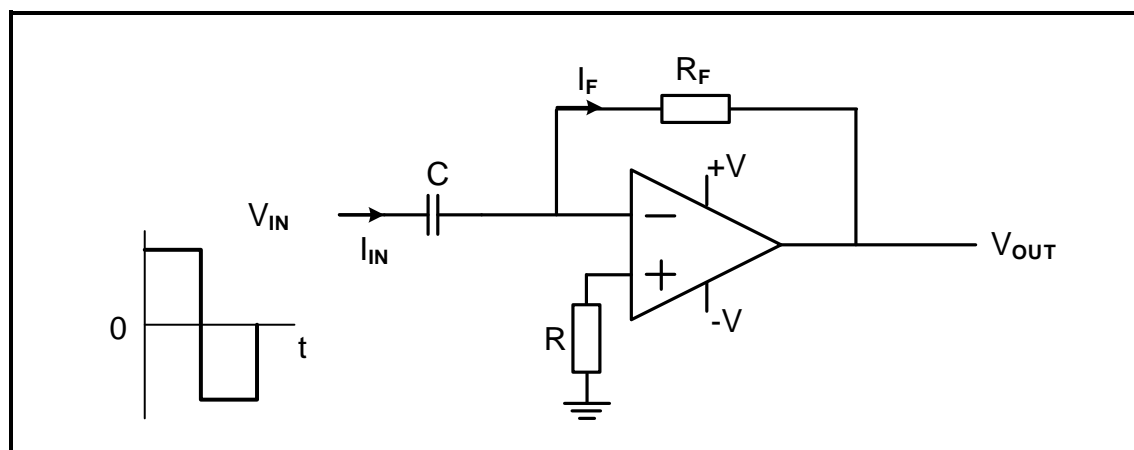 I_F R_F
C +V
V_IN − V_OUT
I_IN +
0 t R -V